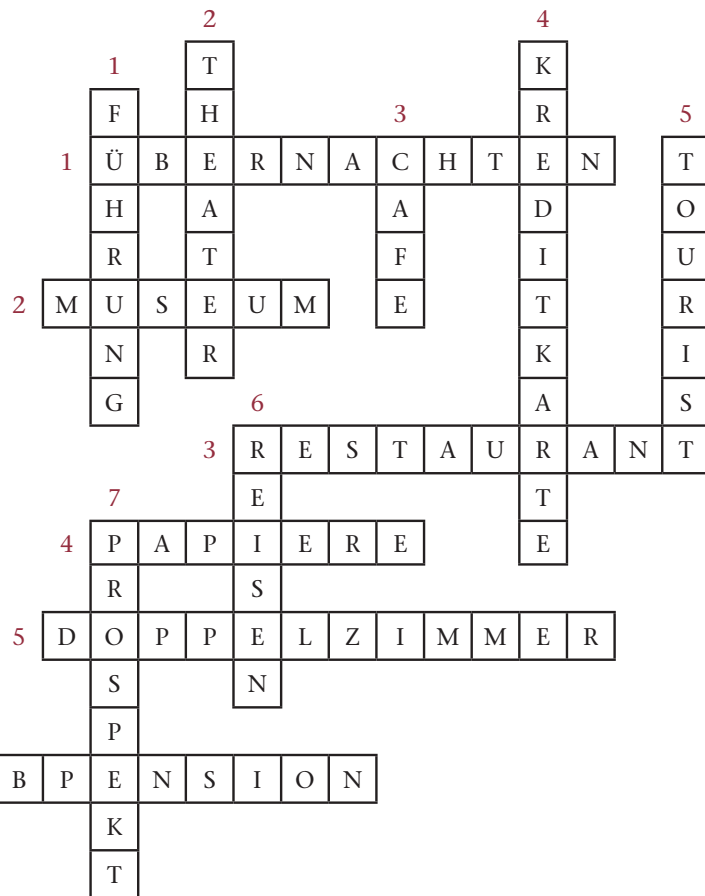 2 4
1 T K
F H 3 R 5
1 Ü B E R N A C H T E N T
H A A D O
R T F I U
2 M U S E U M E T R
N R K I
G 6 A S
3 R E S T A U R A N T
7 E T
4 P A P I E R E E
R S
5 D O P P E L Z I M M E R
S N
P
B P E N S I O N
K
T